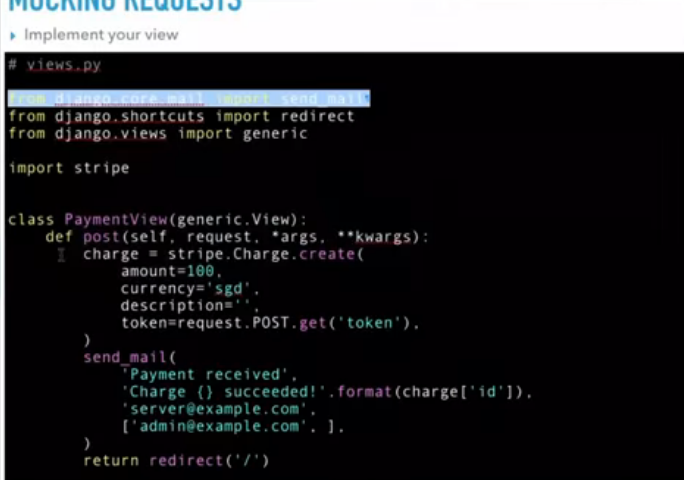 MOCKING REQUESTS
Implement your view
# views.py
from django.core.mail import send_mail
from django.shortcuts import redirect
from django.views import generic
import stripe
class PaymentView(generic.View):
def post(self, request, *args, **kwargs):
charge = stripe.Charge.create(
amount=100,
currency='sgd',
description='',
token=request.POST.get('token'),
)
send_mail(
'Payment received',
'Charge {} succeeded!'.format(charge['id']),
'server@example.com',
['admin@example.com', ],
)
return redirect('/')